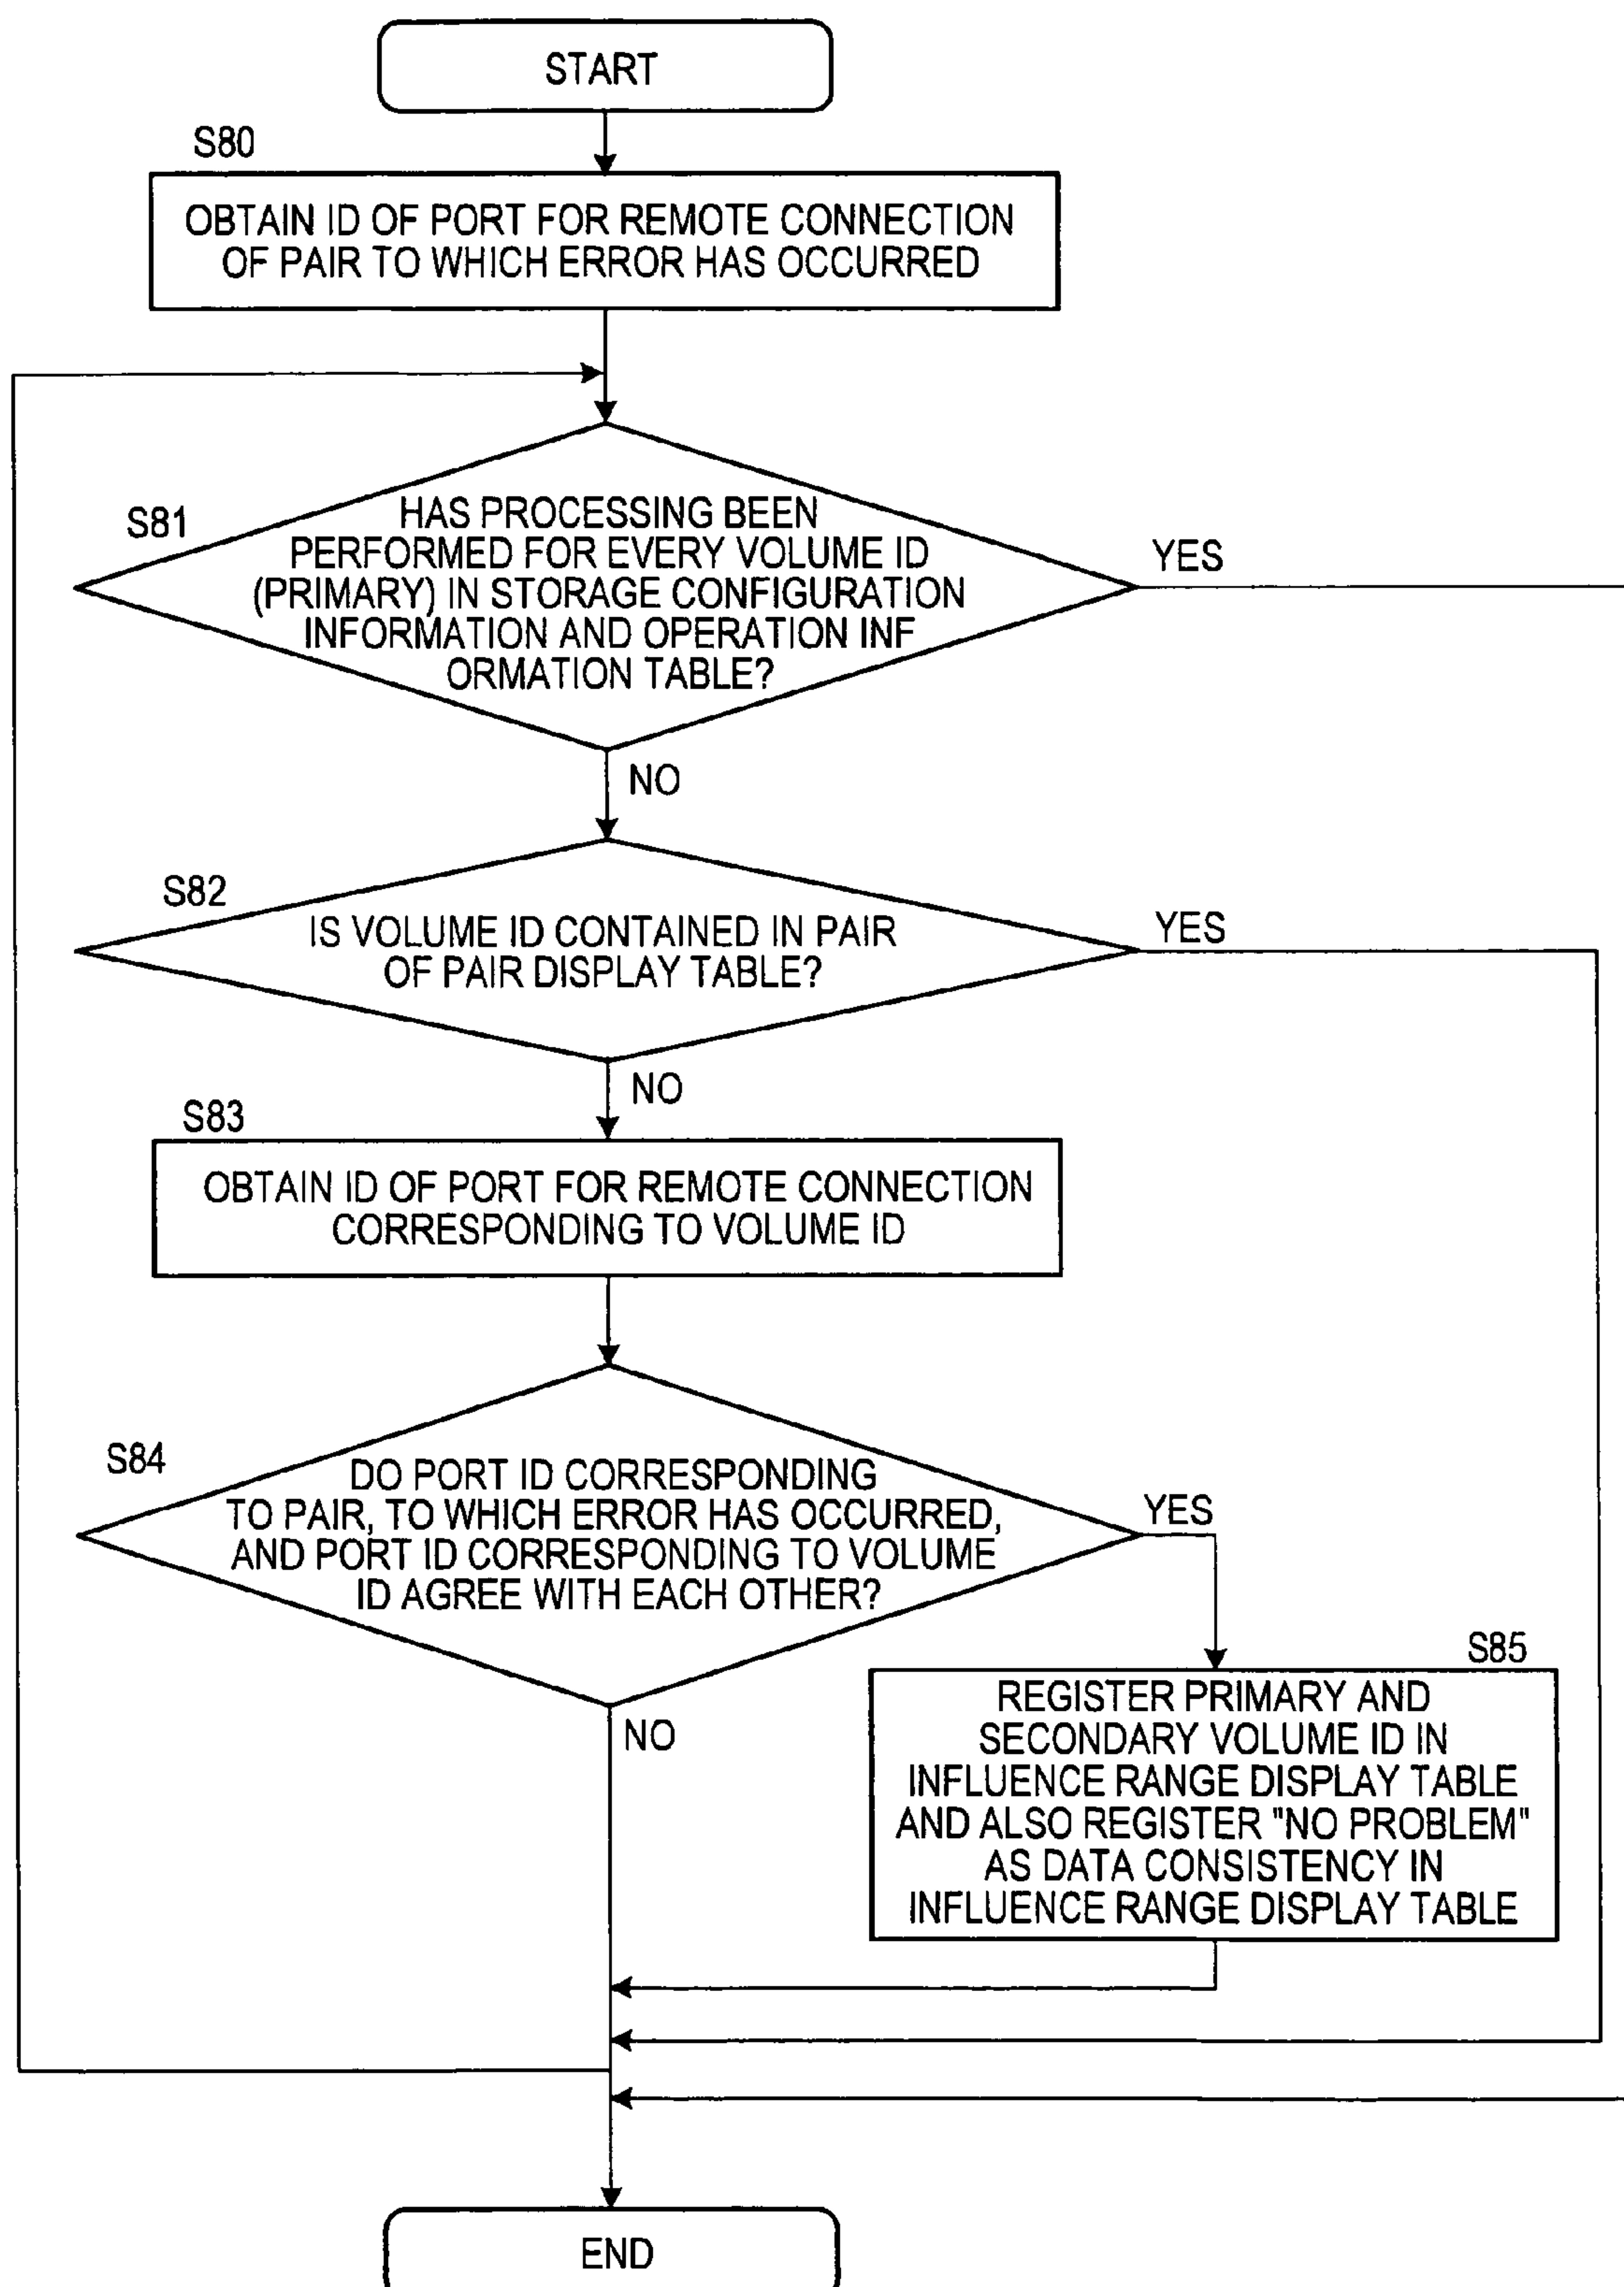 START
S80
OBTAIN ID OF PORT FOR REMOTE CONNECTION
OF PAIR TO WHICH ERROR HAS OCCURRED
S81
HAS PROCESSING BEEN
PERFORMED FOR EVERY VOLUME ID
(PRIMARY) IN STORAGE CONFIGURATION
INFORMATION AND OPERATION INF
ORMATION TABLE?
YES
NO
S82
IS VOLUME ID CONTAINED IN PAIR
OF PAIR DISPLAY TABLE?
YES
NO
S83
OBTAIN ID OF PORT FOR REMOTE CONNECTION
CORRESPONDING TO VOLUME ID
S84
DO PORT ID CORRESPONDING
TO PAIR, TO WHICH ERROR HAS OCCURRED,
AND PORT ID CORRESPONDING TO VOLUME
ID AGREE WITH EACH OTHER?
YES
NO
S85
REGISTER PRIMARY AND
SECONDARY VOLUME ID IN
INFLUENCE RANGE DISPLAY TABLE
AND ALSO REGISTER "NO PROBLEM"
AS DATA CONSISTENCY IN
INFLUENCE RANGE DISPLAY TABLE
END